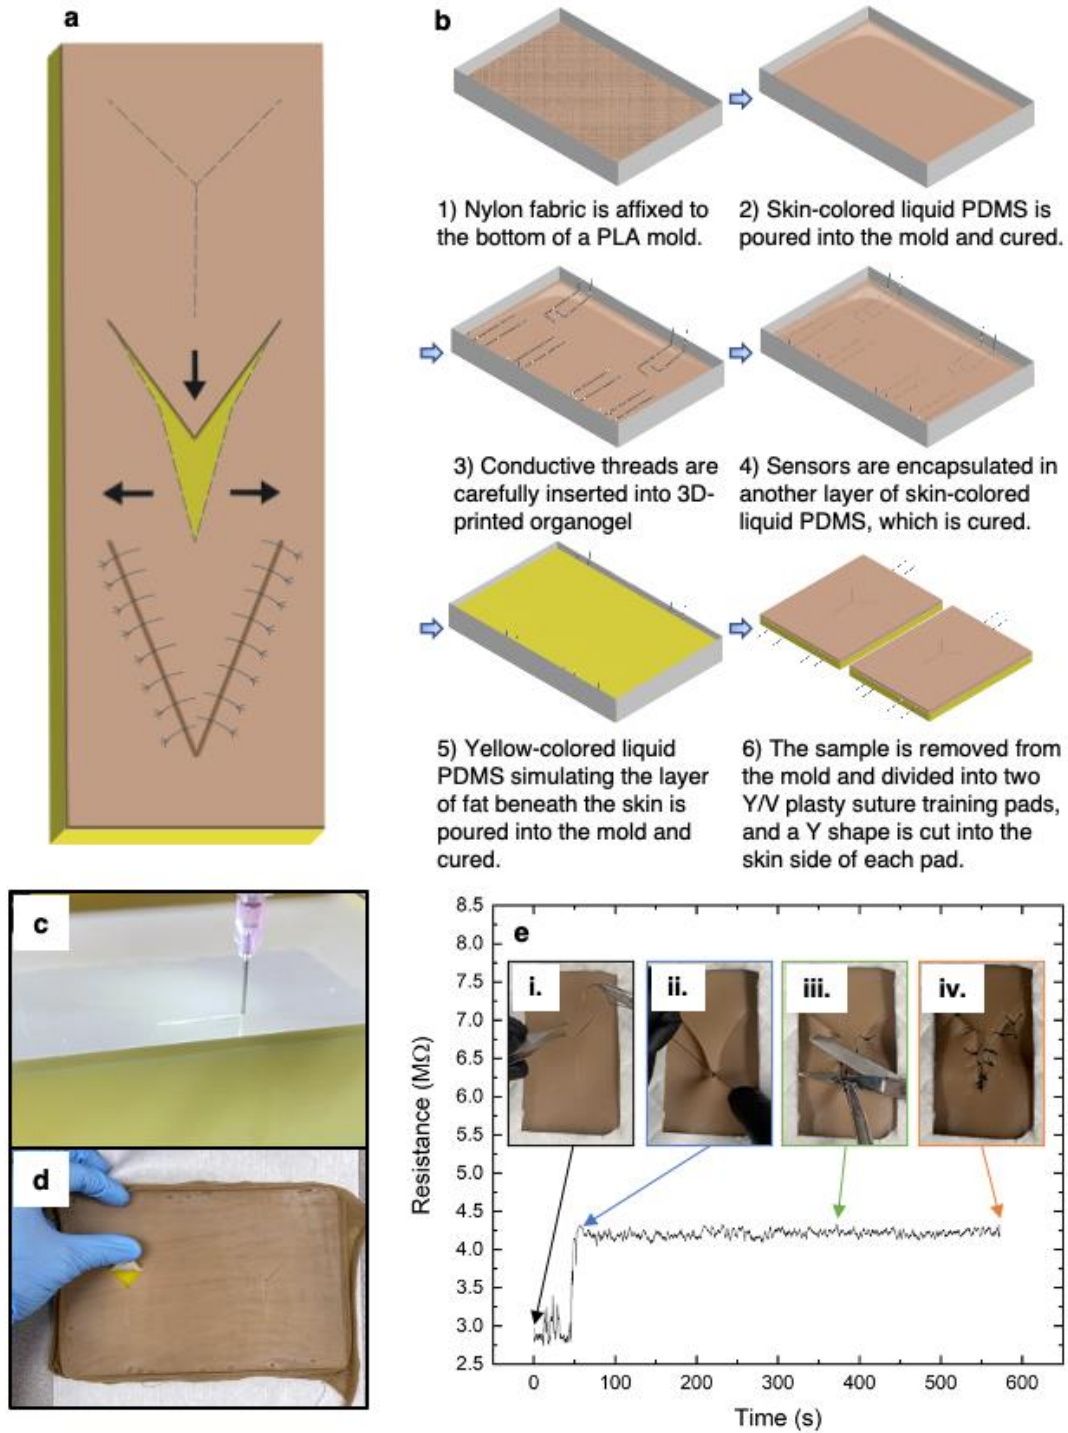 a
b
1) Nylon fabric is affixed to
the bottom of a PLA mold.
2) Skin-colored liquid PDMS is
poured into the mold and cured.
3) Conductive threads are
carefully inserted into 3D-
printed organogel
4) Sensors are encapsulated in
another layer of skin-colored
liquid PDMS, which is cured.
5) Yellow-colored liquid
PDMS simulating the layer
of fat beneath the skin is
poured into the mold and
cured.
6) The sample is removed from
the mold and divided into two
Y/V plasty suture training pads,
and a Y shape is cut into the
skin side of each pad.
c
d
e
i.
ii.
iii.
iv.
Resistance (MΩ)
8.5
8.0
7.5
7.0
6.5
6.0
5.5
5.0
4.5
4.0
3.5
3.0
2.5
0
100
200
300
400
500
600
Time (s)